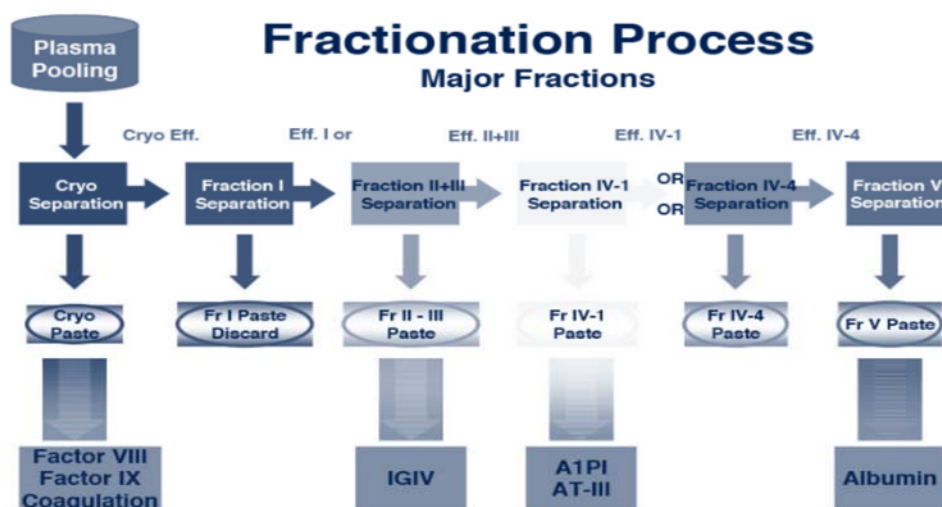 Plasma
Pooling
Fractionation Process
Major Fractions
Cryo Eff.
Eff. I or
Eff. II+III
Eff. IV-1
Eff. IV-4
Cryo
Separation
Fraction I
Separation
Fraction II+III
Separation
Fraction IV-1
Separation
OR
OR
Fraction IV-4
Separation
Fraction V
Separation
Cryo
Paste
Fr I Paste
Discard
Fr II - III
Paste
Fr IV-1
Paste
Fr IV-4
Paste
Fr V Paste
Factor VIII
Factor IX
Coagulation
IGIV
A1PI
AT-III
Albumin